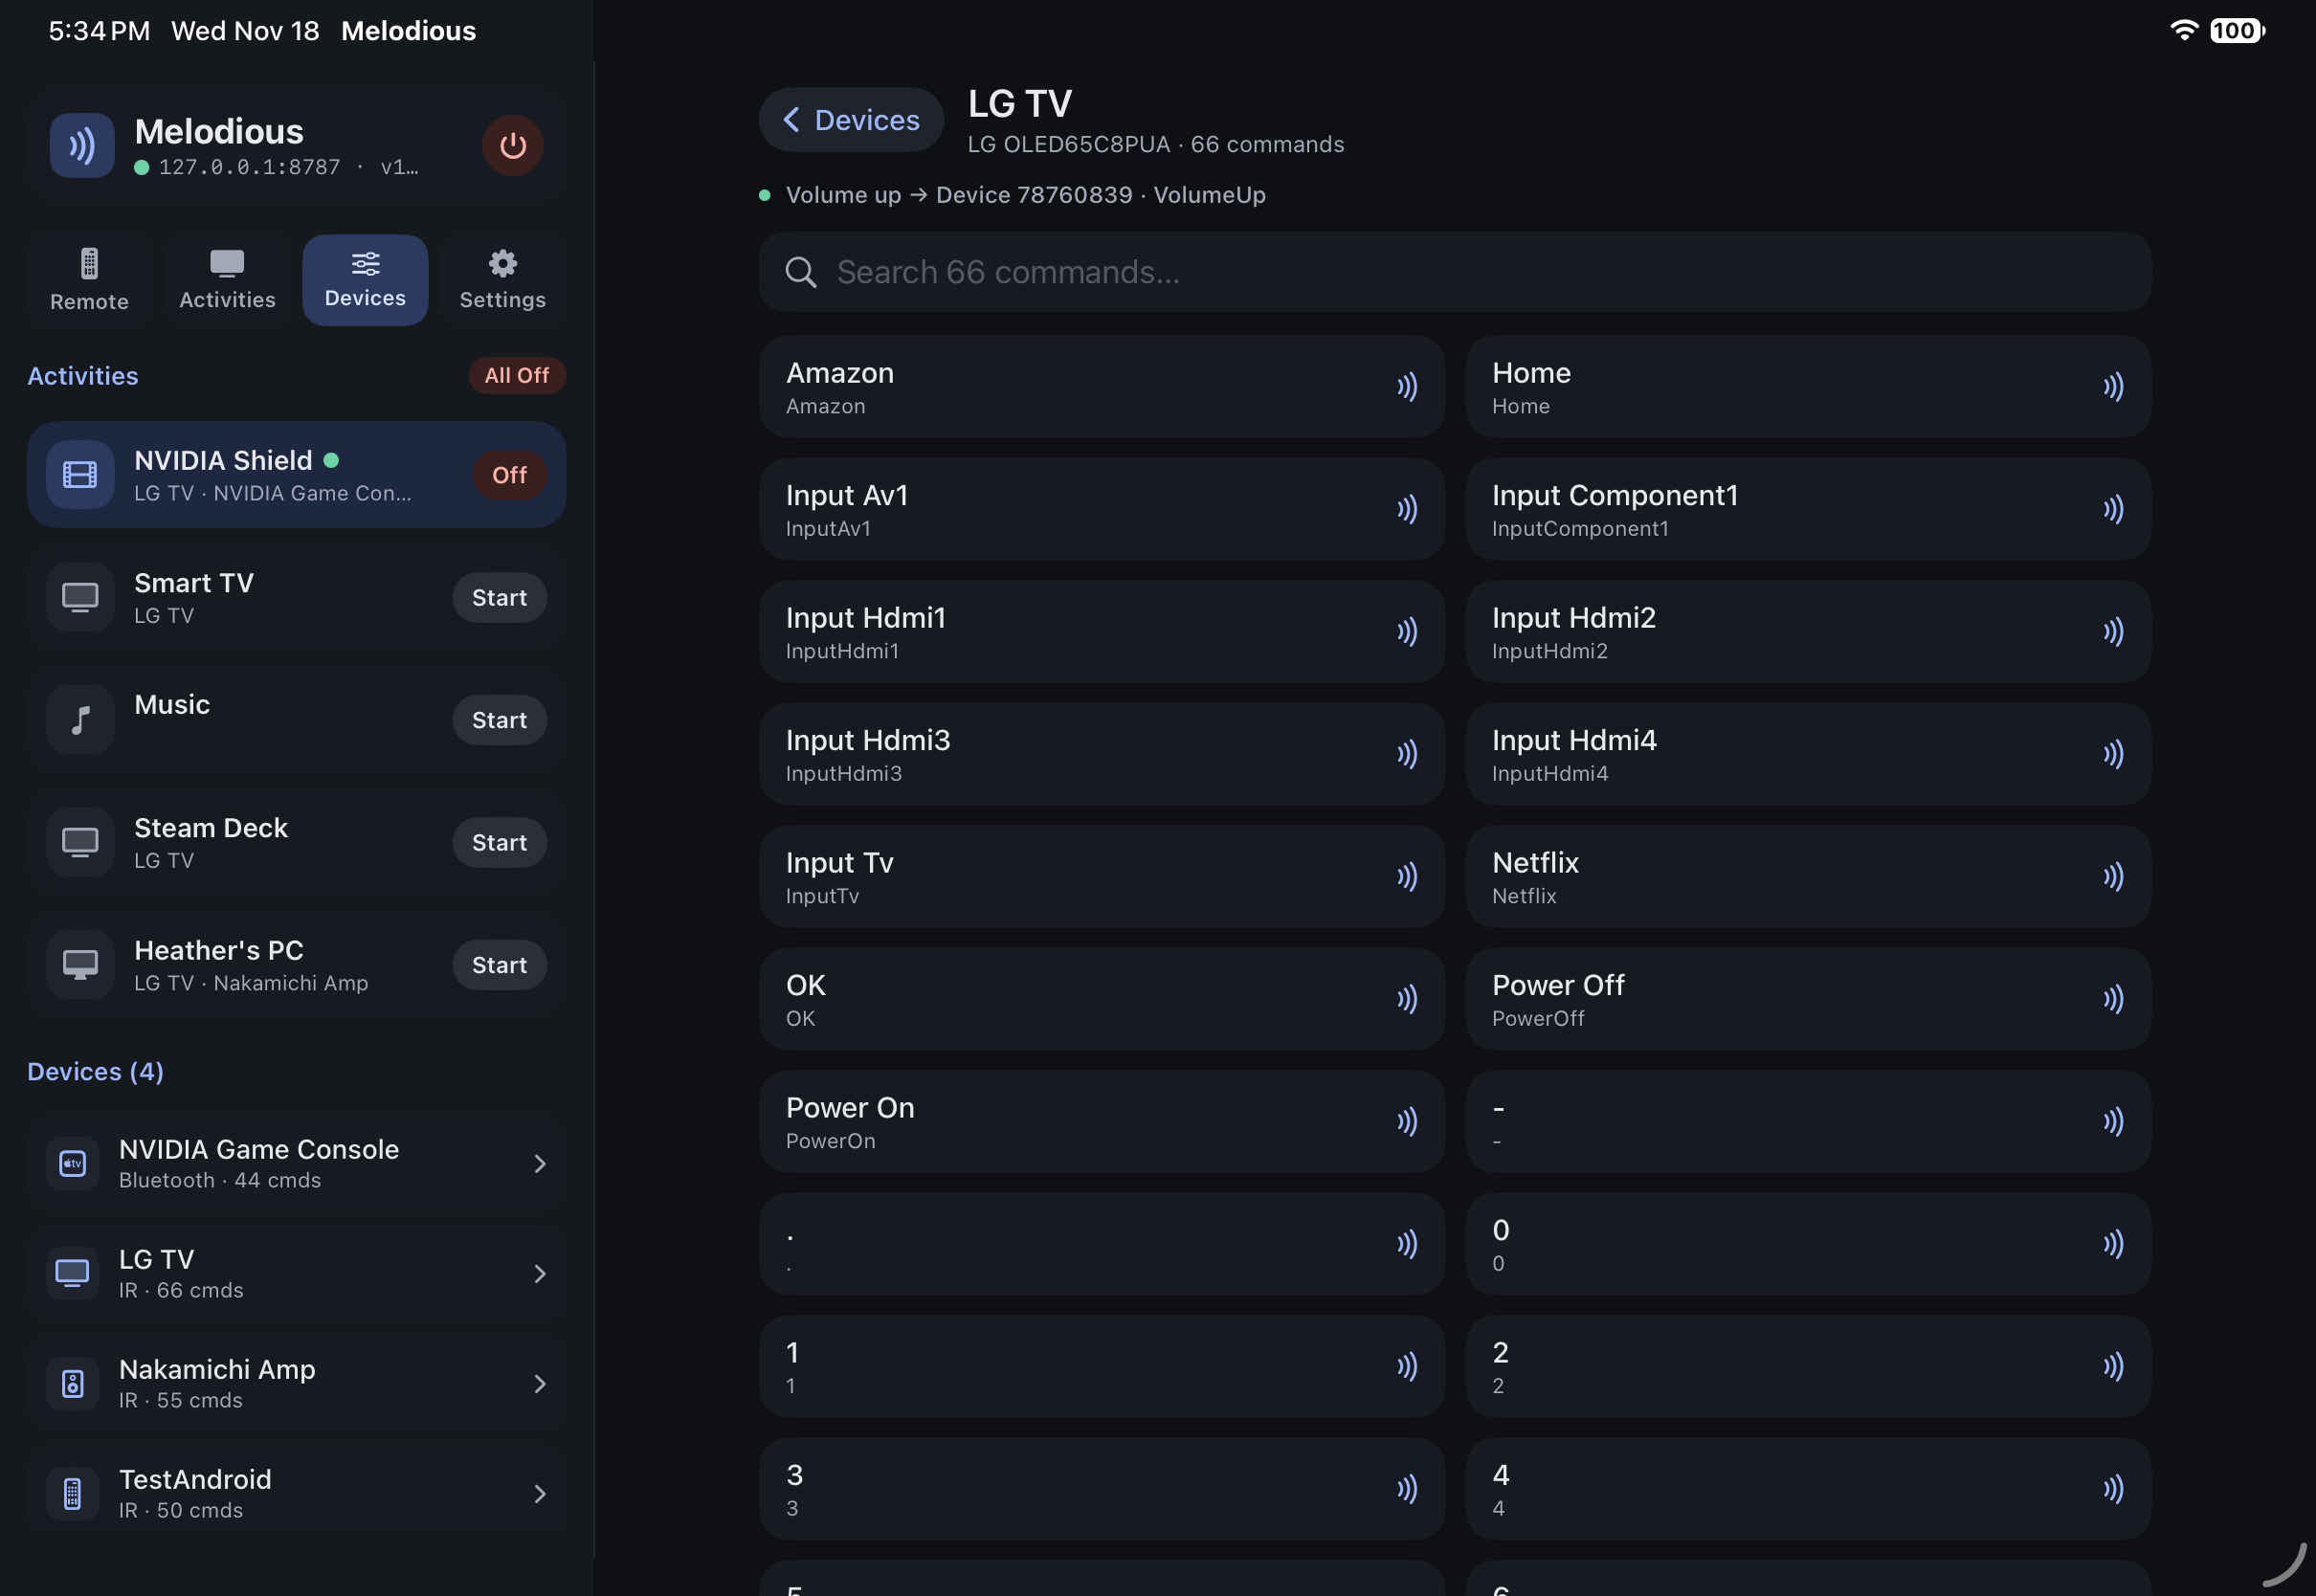 5:34 PM Wed Nov 18 Melodious
100
Melodious
127.0.0.1:8787 · v1…
Remote
Activities
Devices
Settings
Activities
All Off
NVIDIA Shield
LG TV · NVIDIA Game Con…
Off
Smart TV
LG TV
Start
Music
Start
Steam Deck
LG TV
Start
Heather's PC
LG TV · Nakamichi Amp
Start
Devices (4)
tv
NVIDIA Game Console
Bluetooth · 44 cmds
LG TV
IR · 66 cmds
Nakamichi Amp
IR · 55 cmds
TestAndroid
IR · 50 cmds
Devices
LG TV
LG OLED65C8PUA · 66 commands
Volume up → Device 78760839 · VolumeUp
Search 66 commands...
Amazon
Amazon
Home
Home
Input Av1
InputAv1
Input Component1
InputComponent1
Input Hdmi1
InputHdmi1
Input Hdmi2
InputHdmi2
Input Hdmi3
InputHdmi3
Input Hdmi4
InputHdmi4
Input Tv
InputTv
Netflix
Netflix
OK
OK
Power Off
PowerOff
Power On
PowerOn
-
-
.
.
0
0
1
1
2
2
3
3
4
4
5
6